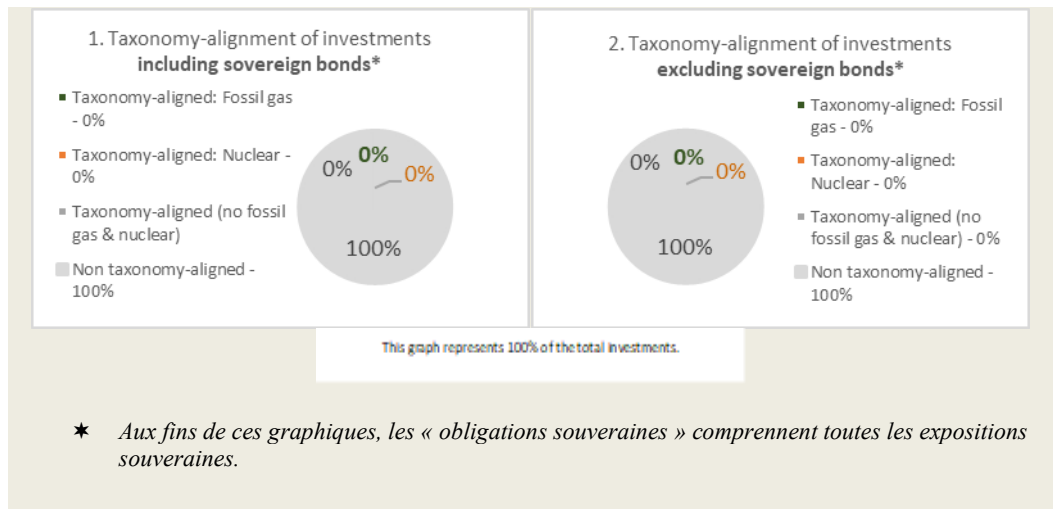 1. Taxonomy-alignment of investments
including sovereign bonds*
Taxonomy-aligned: Fossil gas
- 0%
Taxonomy-aligned: Nuclear -
0%
Taxonomy-aligned (no fossil
gas & nuclear)
Non taxonomy-aligned -
100%
0%
0%
0%
100%
2. Taxonomy-alignment of investments
excluding sovereign bonds*
0%
0%
0%
100%
Taxonomy-aligned: Fossil
gas - 0%
Taxonomy-aligned:
Nuclear - 0%
Taxonomy-aligned (no
fossil gas & nuclear) - 0%
Non taxonomy-aligned -
100%
This graph represents 100% of the total investments.
* Aux fins de ces graphiques, les « obligations souveraines » comprennent toutes les expositions
souveraines.